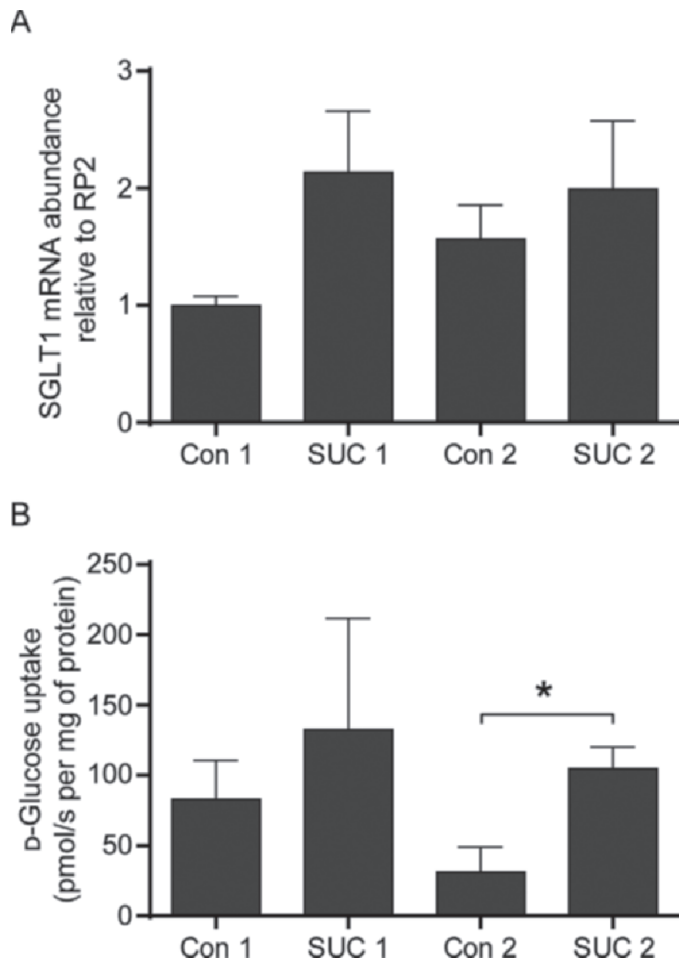 A
SGLT1 mRNA abundance
relative to RP2
3
2
1
0
Con 1 SUC 1 Con 2 SUC 2
B
D-Glucose uptake
(pmol/s per mg of protein)
250
200
150
100
50
0
*
Con 1 SUC 1 Con 2 SUC 2